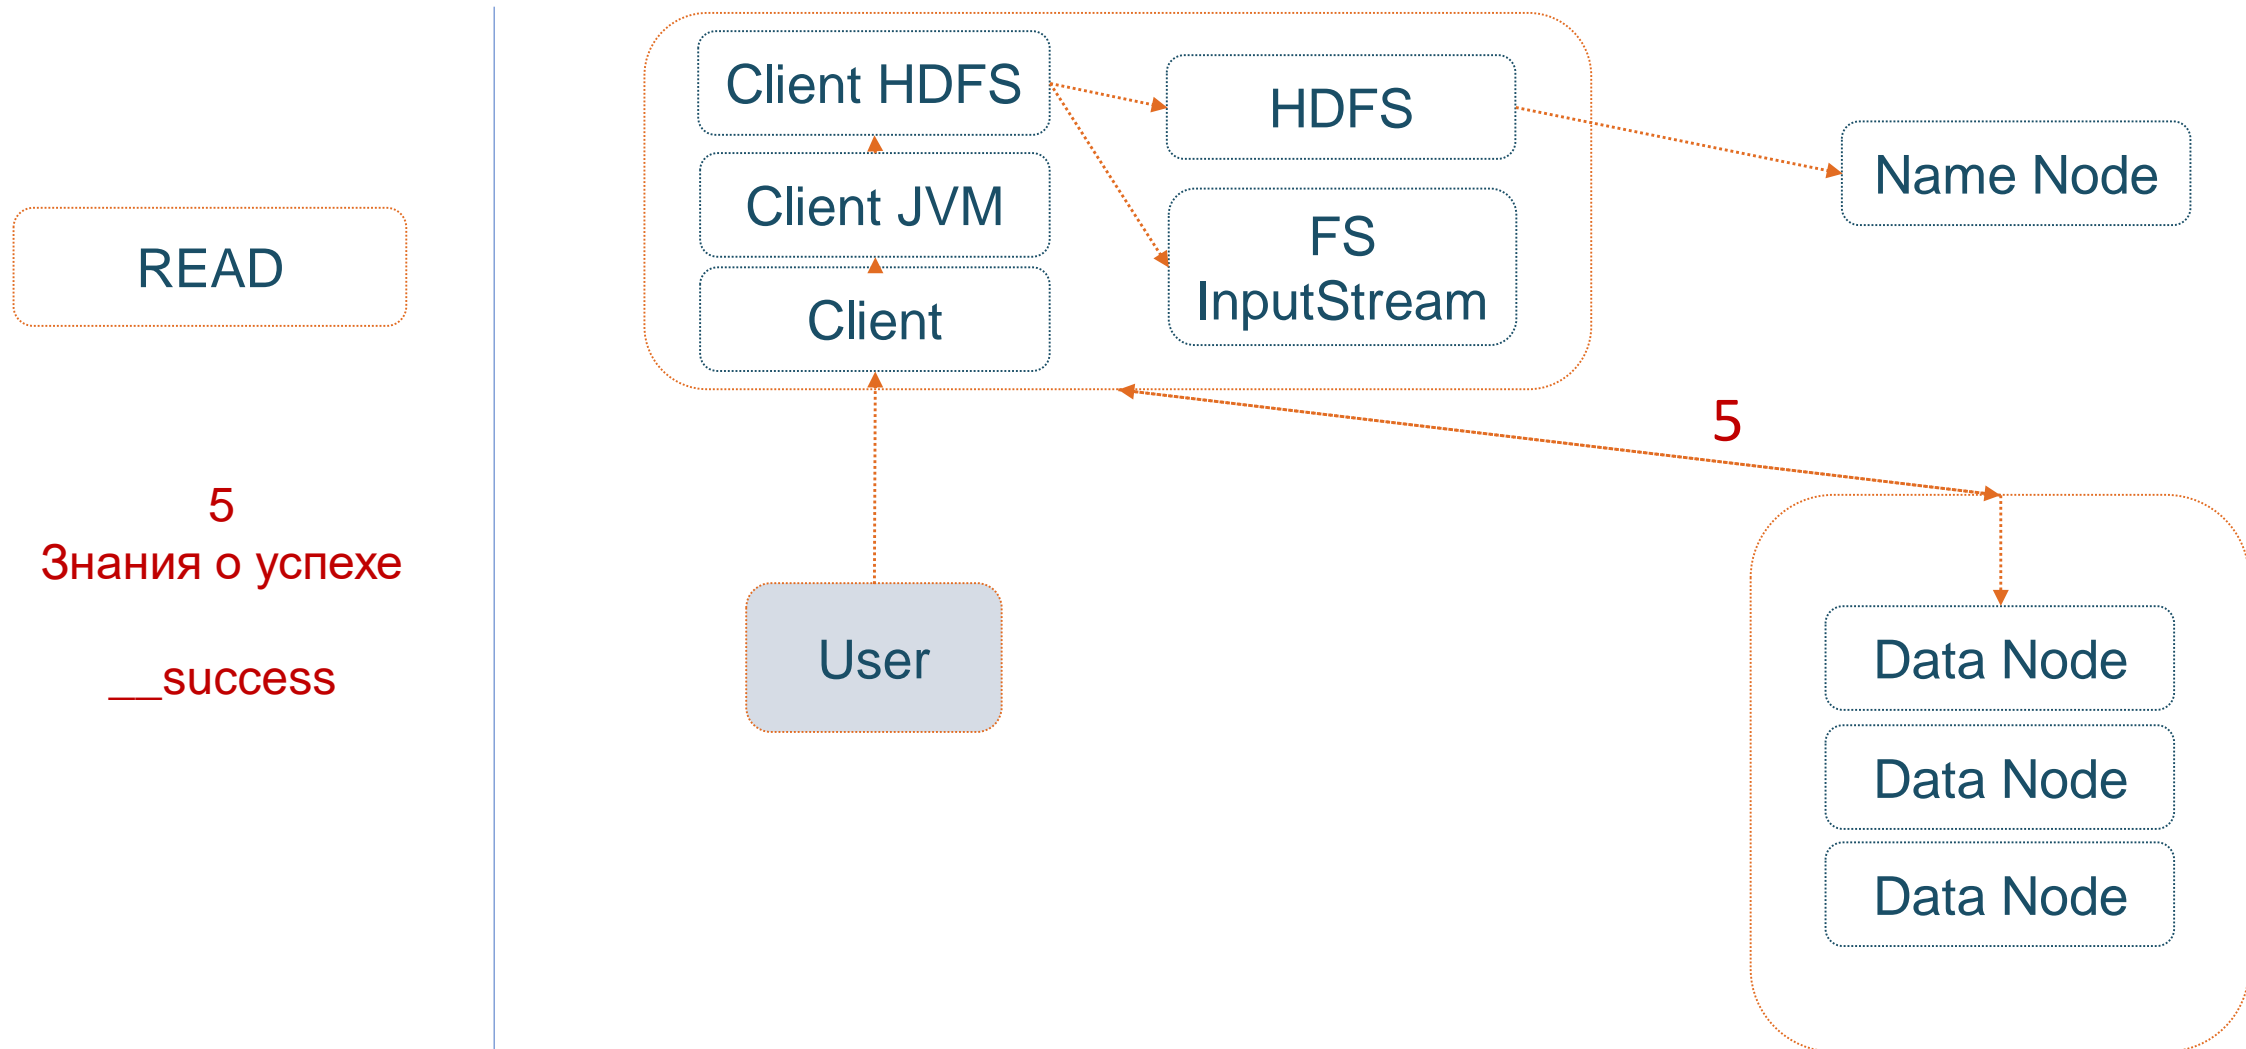 READ
5
Знания о успехе
__success
Client HDFS
Client JVM
Client
HDFS
FS
InputStream
Name Node
5
User
Data Node
Data Node
Data Node